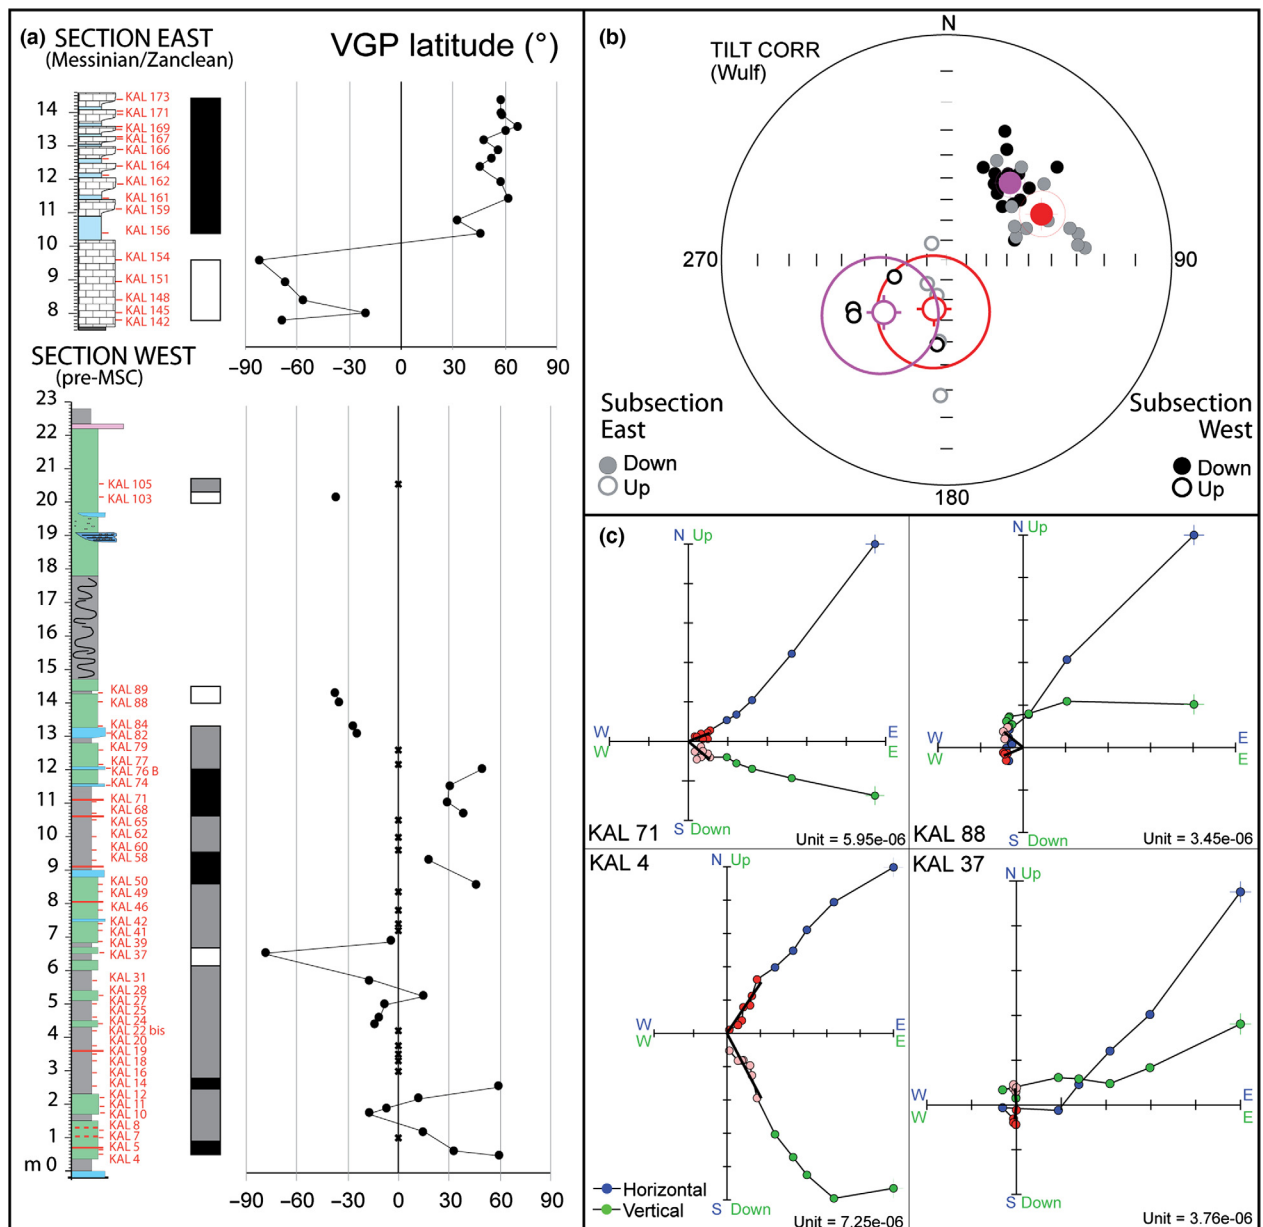 (a) SECTION EAST
(Messinian/Zanclean)
VGP latitude (°)
14
13
12
11
10
9
8
KAL 173
KAL 171
KAL 169
KAL 167
KAL 166
KAL 164
KAL 162
KAL 161
KAL 159
KAL 156
KAL 154
KAL 151
KAL 148
KAL 145
KAL 142
−90 −60 −30 0 30 60 90
SECTION WEST
(pre-MSC)
23
22
21
20
19
18
17
16
15
14
13
12
11
10
9
8
7
6
5
4
3
2
1
m 0
KAL 105
KAL 103
KAL 89
KAL 88
KAL 84
KAL 82
KAL 79
KAL 77
KAL 76 B
KAL 74
KAL 71
KAL 68
KAL 65
KAL 62
KAL 60
KAL 58
KAL 50
KAL 49
KAL 46
KAL 42
KAL 41
KAL 39
KAL 37
KAL 31
KAL 28
KAL 27
KAL 25
KAL 24
KAL 22 bis
KAL 20
KAL 19
KAL 18
KAL 16
KAL 14
KAL 12
KAL 11
KAL 10
KAL 8
KAL 7
KAL 5
KAL 4
−90 −60 −30 0 30 60 90
(b)
TILT CORR
(Wulf)
N
270
90
180
Subsection
East
Down
Up
Subsection
West
Down
Up
(c)
N Up
W E
W E
S Down
KAL 71
Unit = 5.95e-06
N Up
W E
W E
S Down
KAL 88
Unit = 3.45e-06
KAL 4
N Up
W E
W E
S Down
Horizontal
Vertical
Unit = 7.25e-06
KAL 37
N Up
W E
W E
S Down
Unit = 3.76e-06